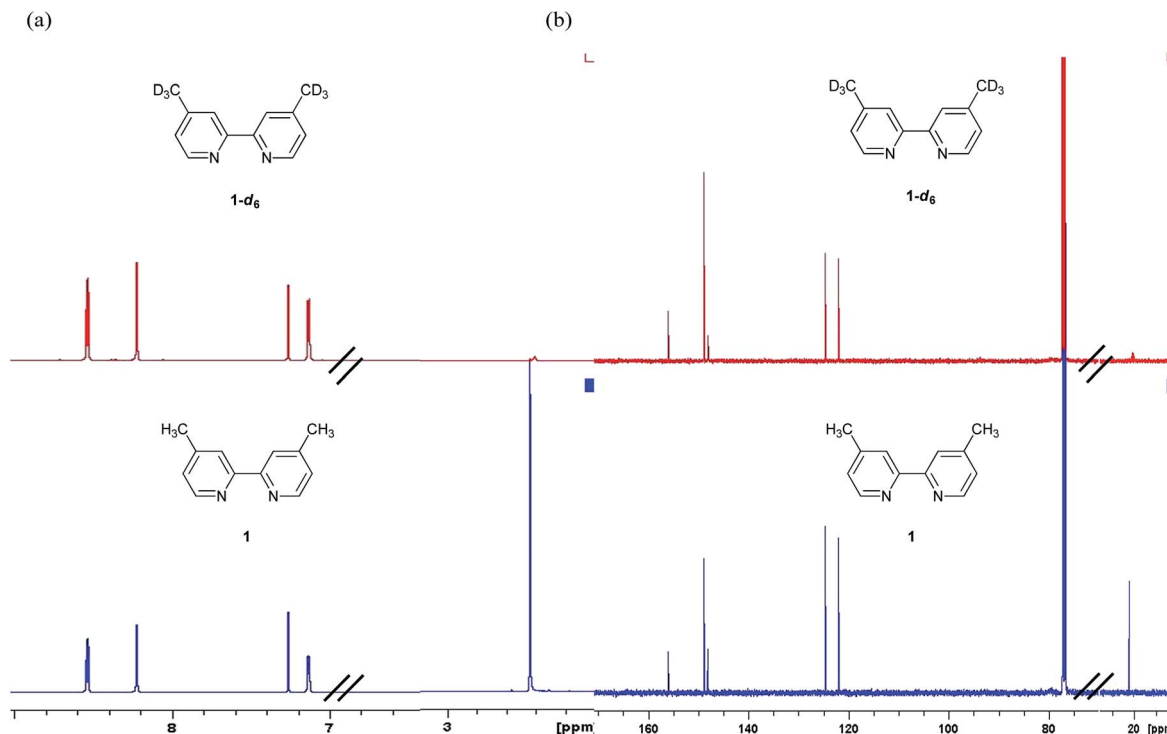 (a) (b)
D₃C CD₃ D₃C CD₃
N N N N
1-d₆ 1-d₆
H₃C CH₃ H₃C CH₃
N N N N
1 1
8 7 3 [ppm] 160 140 120 100 80 20 [ppm]